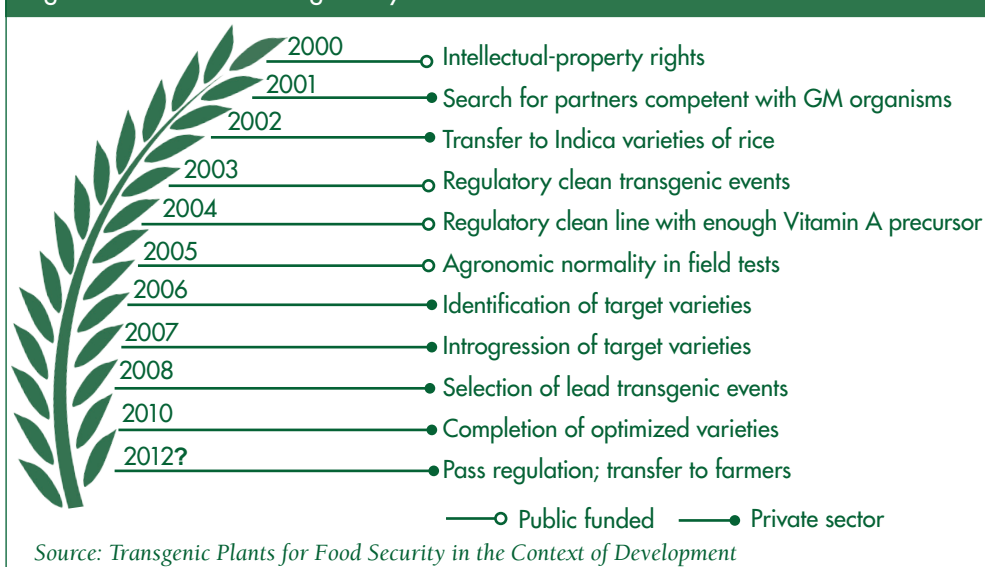 2000 Intellectual-property rights
2001 Search for partners competent with GM organisms
2002 Transfer to Indica varieties of rice
2003 Regulatory clean transgenic events
2004 Regulatory clean line with enough Vitamin A precursor
2005 Agronomic normality in field tests
2006 Identification of target varieties
2007 Introgression of target varieties
2008 Selection of lead transgenic events
2010 Completion of optimized varieties
2012? Pass regulation; transfer to farmers
Public funded Private sector
Source: Transgenic Plants for Food Security in the Context of Development